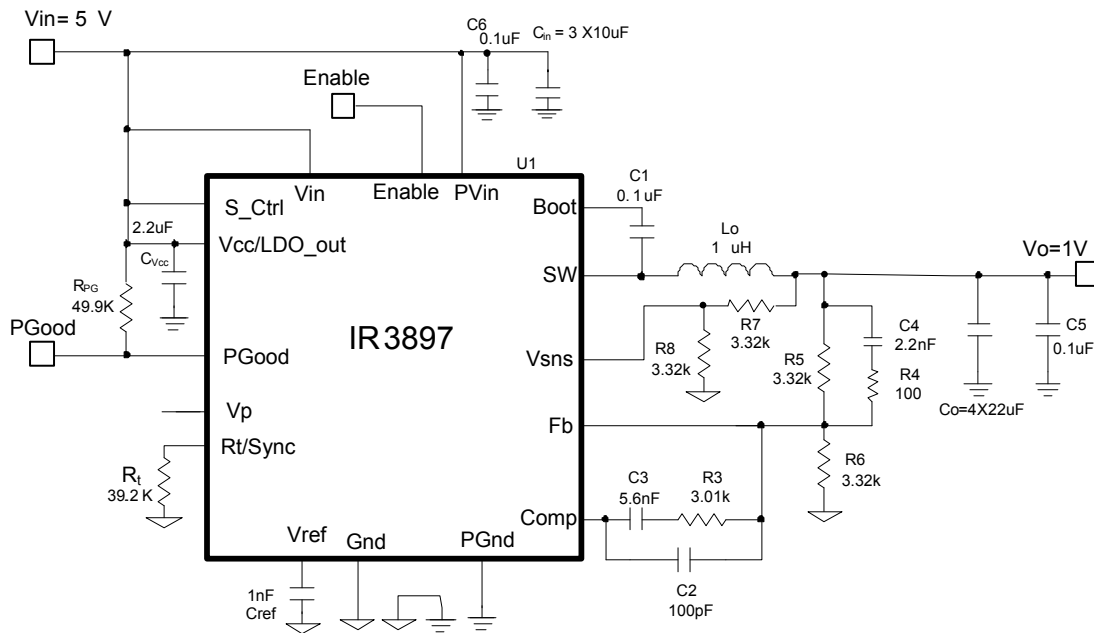 Vin= 5 V
C6
0.1uF
Cin = 3 X10uF
Enable
U1
Vin
Enable
PVin
C1
0.1uF
Boot
S_Ctrl
2.2uF
Vcc/LDO_out
CVcc
Lo
1 uH
Vo=1V
SW
RPG
49.9K
PGood
IR3897
R7
3.32k
C4
2.2nF
C5
0.1uF
R8
3.32k
Vsns
R5
3.32k
R4
100
PGood
Co=4X22uF
Vp
Fb
Rt/Sync
R6
3.32k
Rt
39.2 K
C3
5.6nF
R3
3.01k
Comp
Vref
Gnd
PGnd
C2
100pF
1nF
Cref